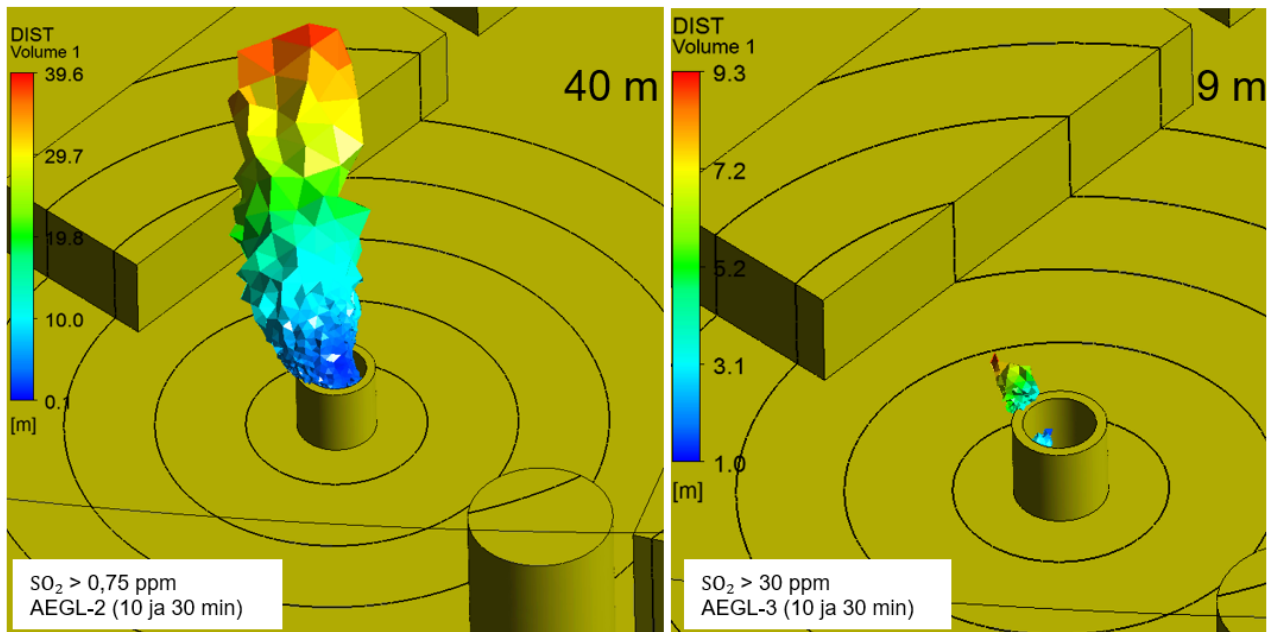 DIST
Volume 1
39.6
29.7
19.8
10.0
0.1
[m]
40 m
SO₂ > 0,75 ppm
AEGL-2 (10 ja 30 min)
DIST
Volume 1
9.3
7.2
5.2
3.1
1.0
[m]
9 m
SO₂ > 30 ppm
AEGL-3 (10 ja 30 min)